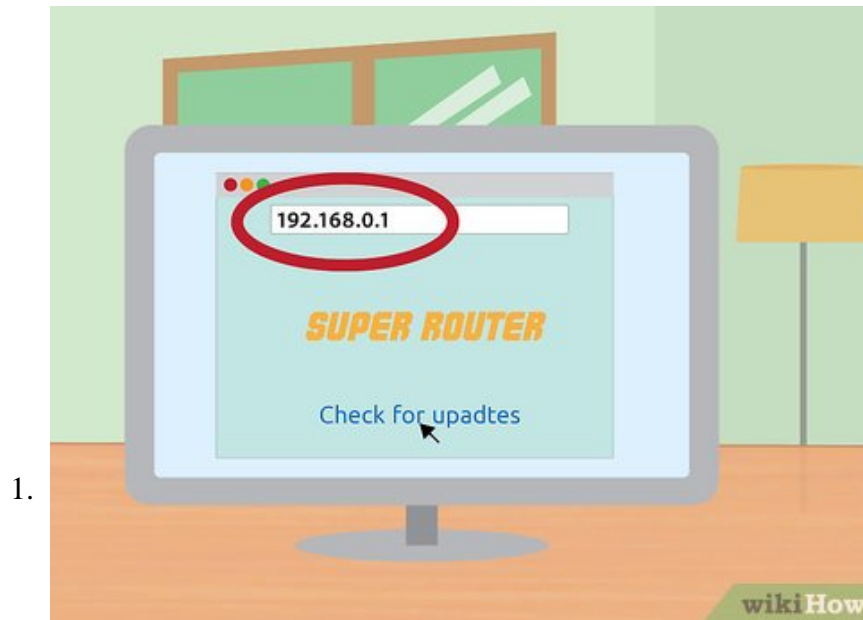 192.168.0.1
SUPER ROUTER
Check for upadtes
1.
wikiHow